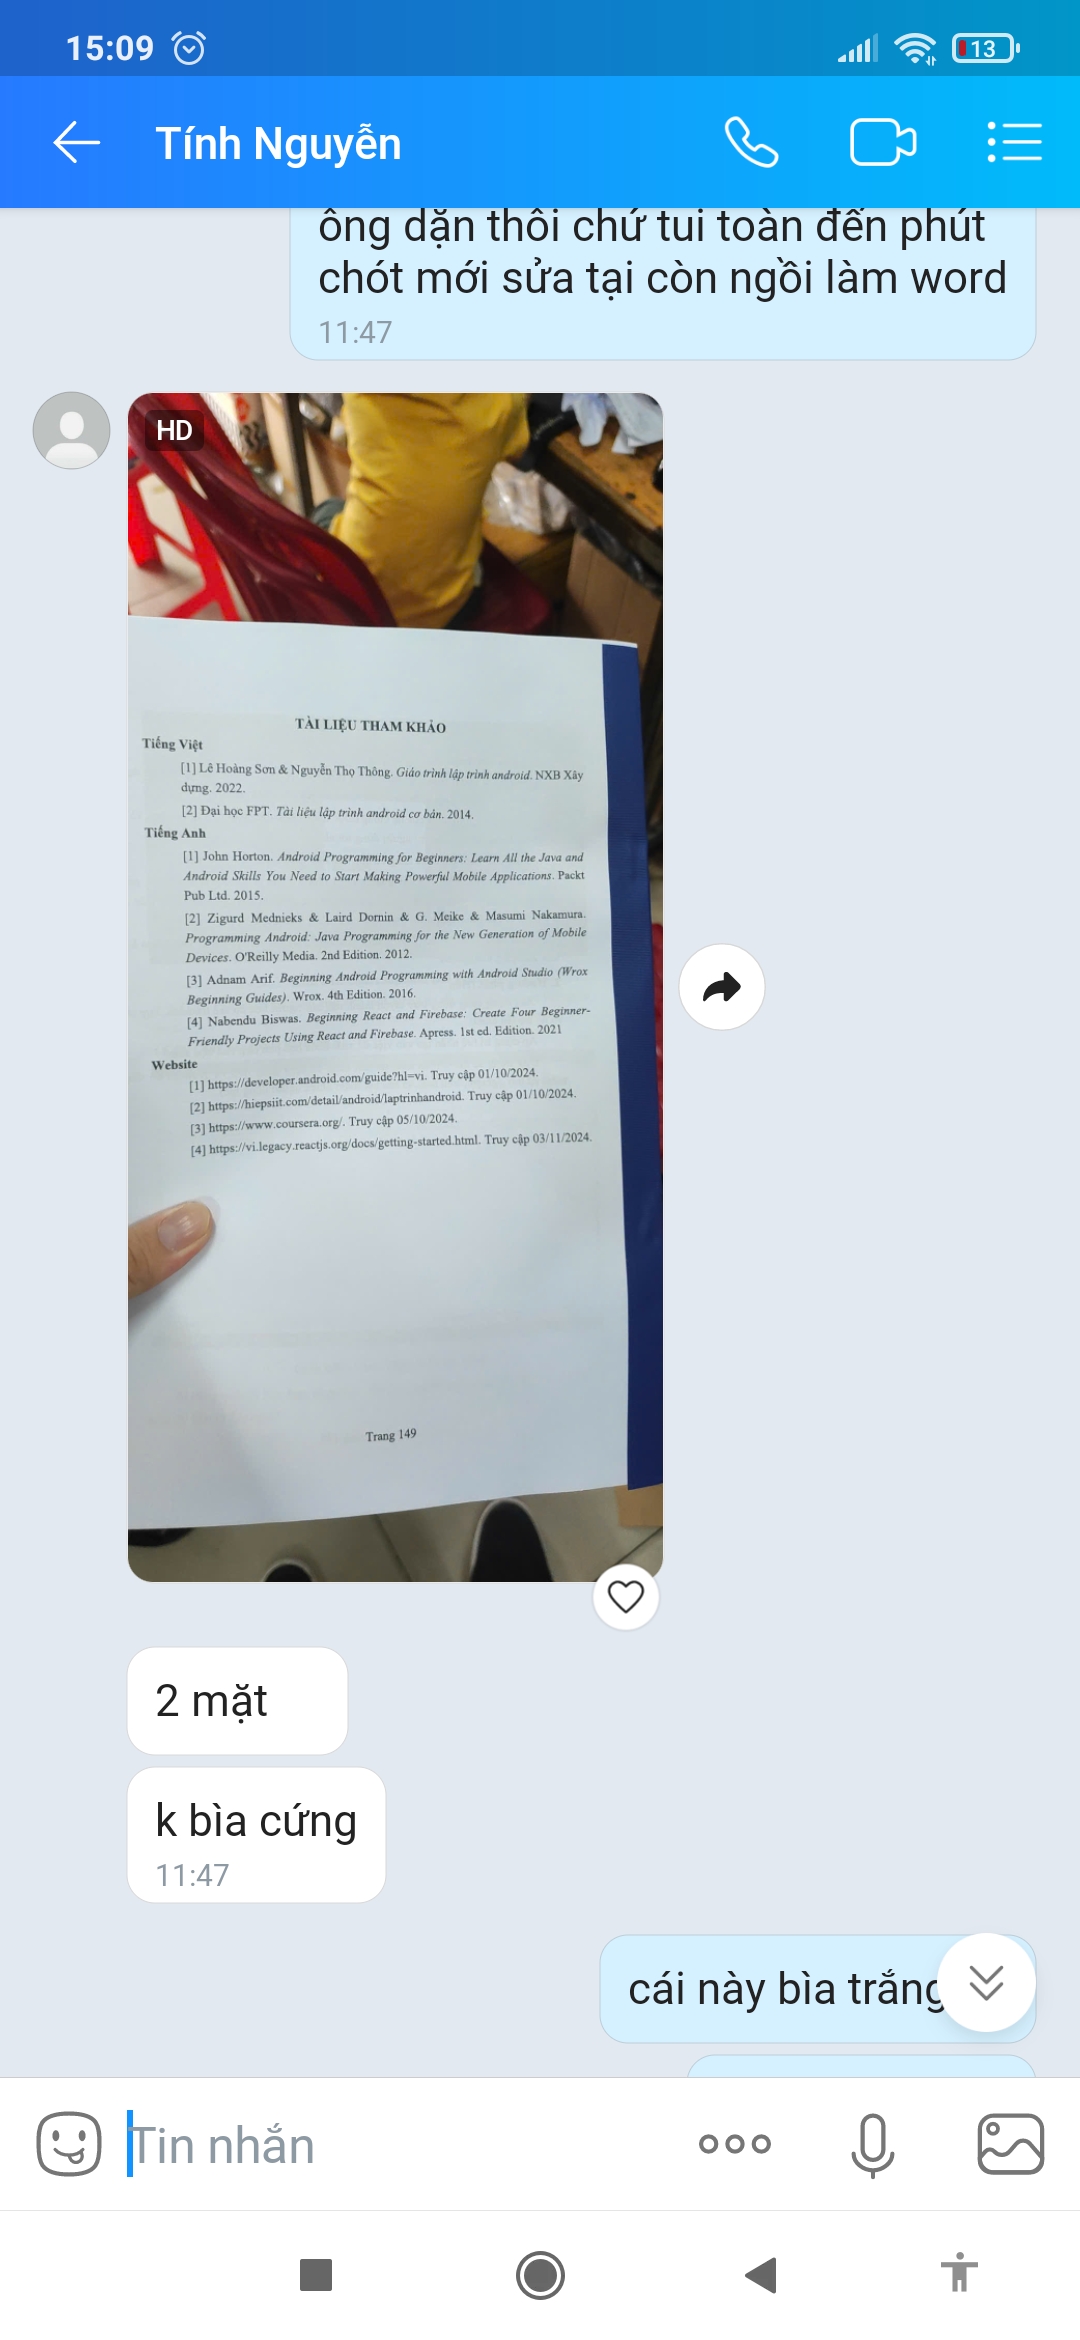 15:09
13
Tính Nguyễn
ông dặn thôi chứ tui toàn đến phút
chót mới sửa tại còn ngồi làm word
11:47
HD
TÀI LIỆU THAM KHẢO
Tiếng Việt
[1] Lê Hoàng Sơn & Nguyễn Thọ Thông. Giáo trình lập trình android. NXB Xây
dựng. 2022.
[2] Đại học FPT. Tài liệu lập trình android cơ bản. 2014.
Tiếng Anh
[1] John Horton. Android Programming for Beginners: Learn All the Java and
Android Skills You Need to Start Making Powerful Mobile Applications. Packt
Pub Ltd. 2015.
[2] Zigurd Mednieks & Laird Dornin & G. Meike & Masumi Nakamura.
Programming Android: Java Programming for the New Generation of Mobile
Devices. O'Reilly Media. 2nd Edition. 2012.
[3] Adnam Arif. Beginning Android Programming with Android Studio (Wrox
Beginning Guides). Wrox. 4th Edition. 2016.
[4] Nabendu Biswas. Beginning React and Firebase: Create Four Beginner-
Friendly Projects Using React and Firebase. Apress. 1st ed. Edition. 2021
Website
[1] https://developer.android.com/guide?hl=vi. Truy cập 01/10/2024.
[2] https://hiepsiit.com/detail/android/laptrinhandroid. Truy cập 01/10/2024.
[3] https://www.coursera.org/. Truy cập 05/10/2024.
[4] https://vi.legacy.reactjs.org/docs/getting-started.html. Truy cập 03/11/2024.
Trang 149
2 mặt
k bìa cứng
11:47
cái này bìa trắng
Tin nhắn